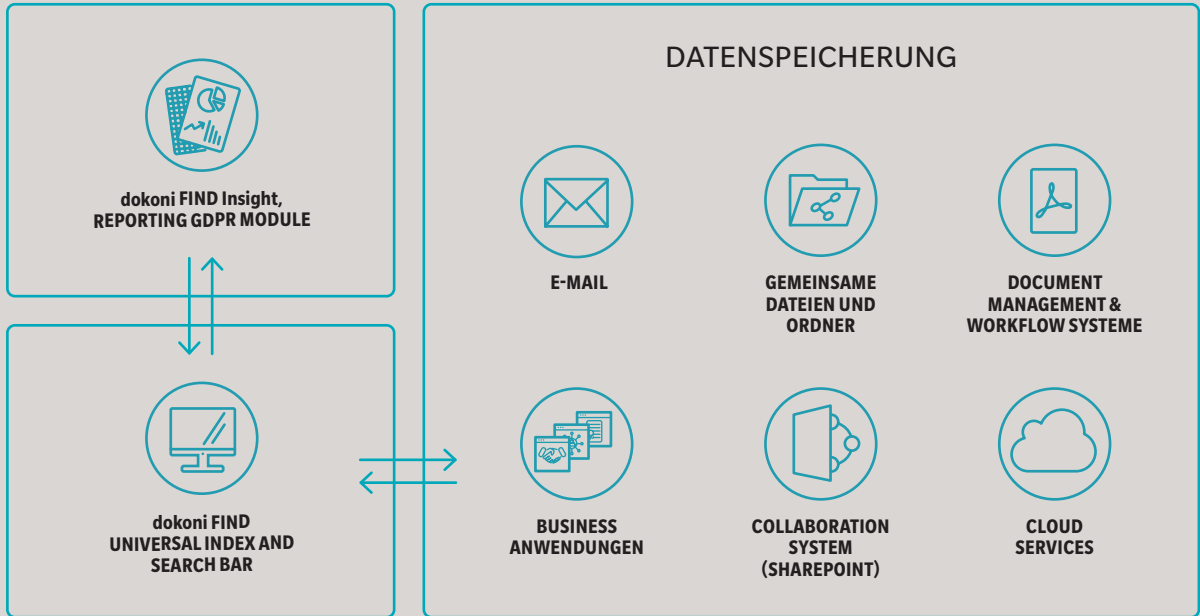 dokoni FIND Insight,
REPORTING GDPR MODULE
dokoni FIND
UNIVERSAL INDEX AND
SEARCH BAR
DATENSPEICHERUNG
E-MAIL
GEMEINSAME
DATEIEN UND
ORDNER
DOCUMENT
MANAGEMENT &
WORKFLOW SYSTEME
BUSINESS
ANWENDUNGEN
COLLABORATION
SYSTEM
(SHAREPOINT)
CLOUD
SERVICES